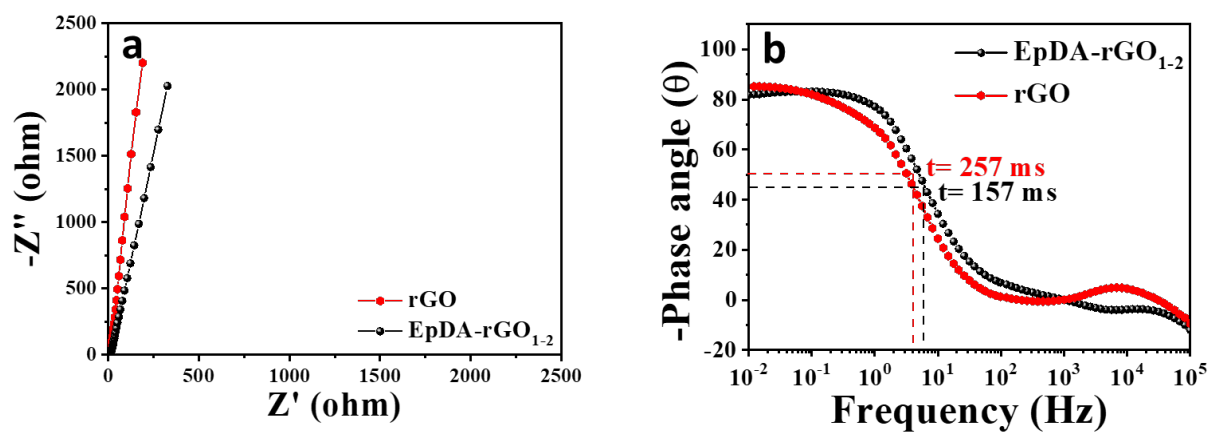 a
2500
2000
1500
1000
500
0
-Z'' (ohm)
rGO
EpDA-rGO1-2
0 500 1000 1500 2000 2500
Z' (ohm)
b
100
80
60
40
20
0
-20
-Phase angle (θ)
EpDA-rGO1-2
rGO
t= 257 ms
t= 157 ms
10-2 10-1 100 101 102 103 104 105
Frequency (Hz)